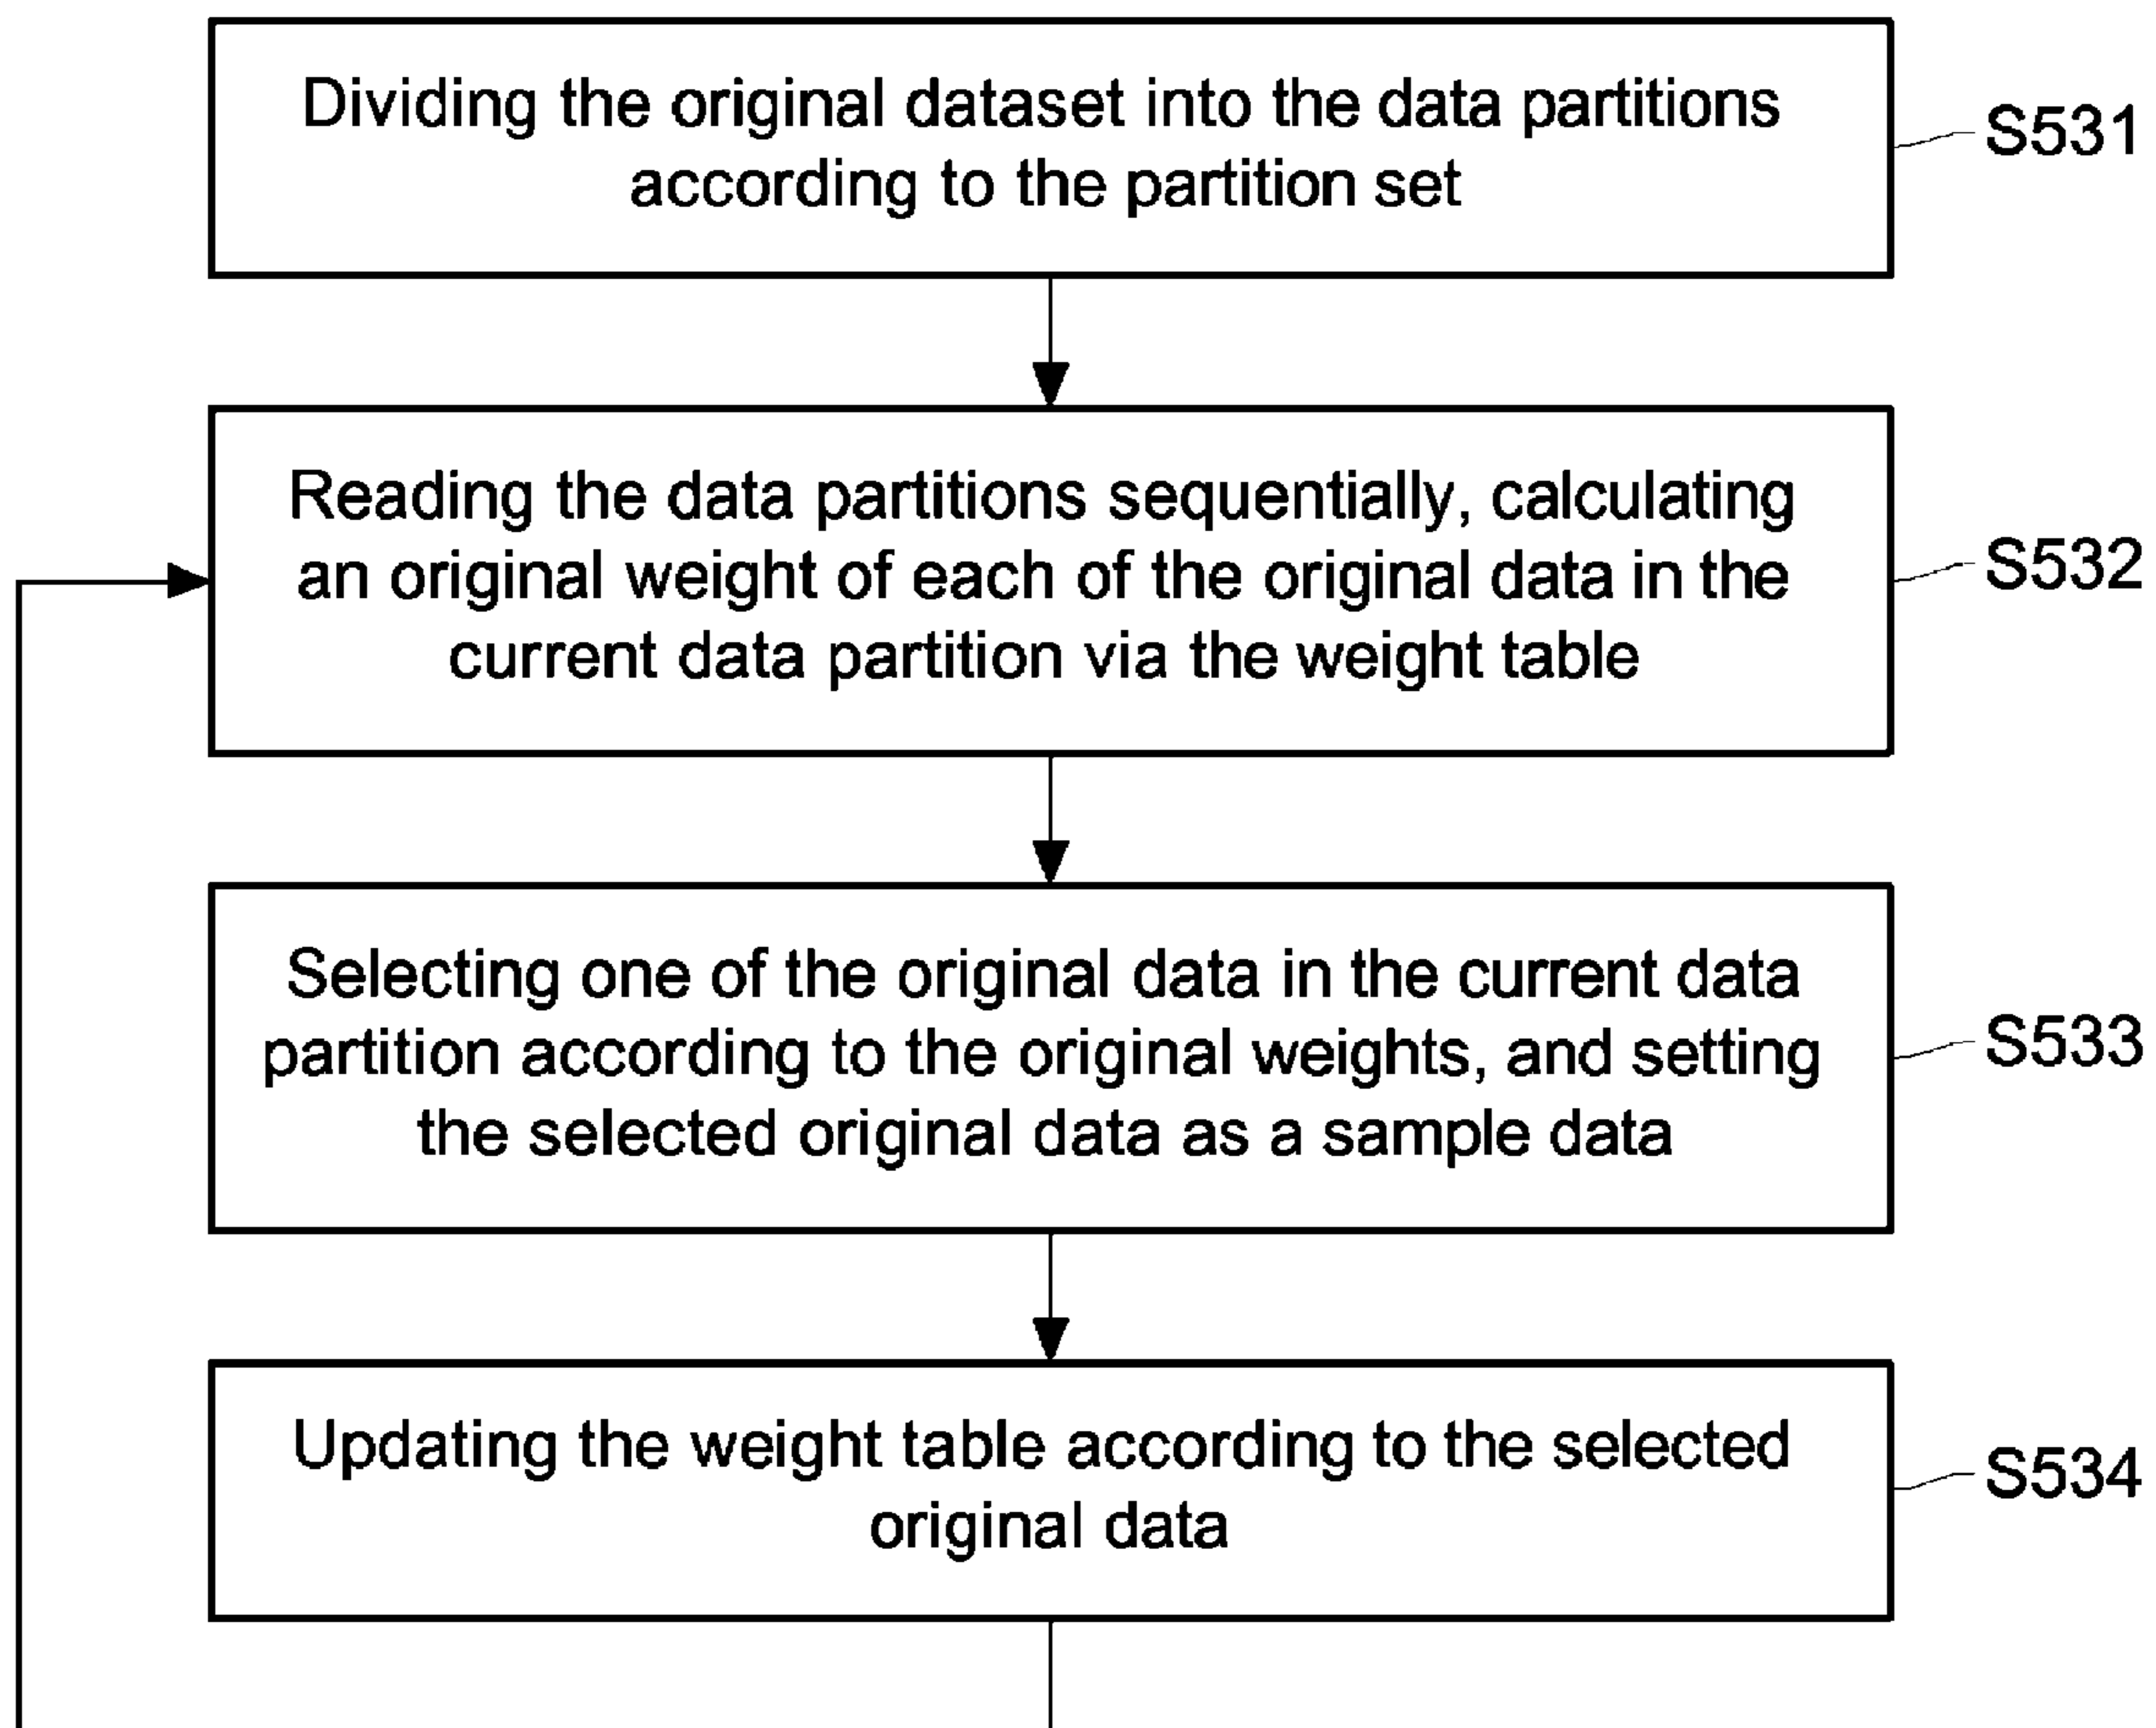 Dividing the original dataset into the data partitions
according to the partition set
S531
Reading the data partitions sequentially, calculating
an original weight of each of the original data in the
current data partition via the weight table
S532
Selecting one of the original data in the current data
partition according to the original weights, and setting
the selected original data as a sample data
S533
Updating the weight table according to the selected
original data
S534